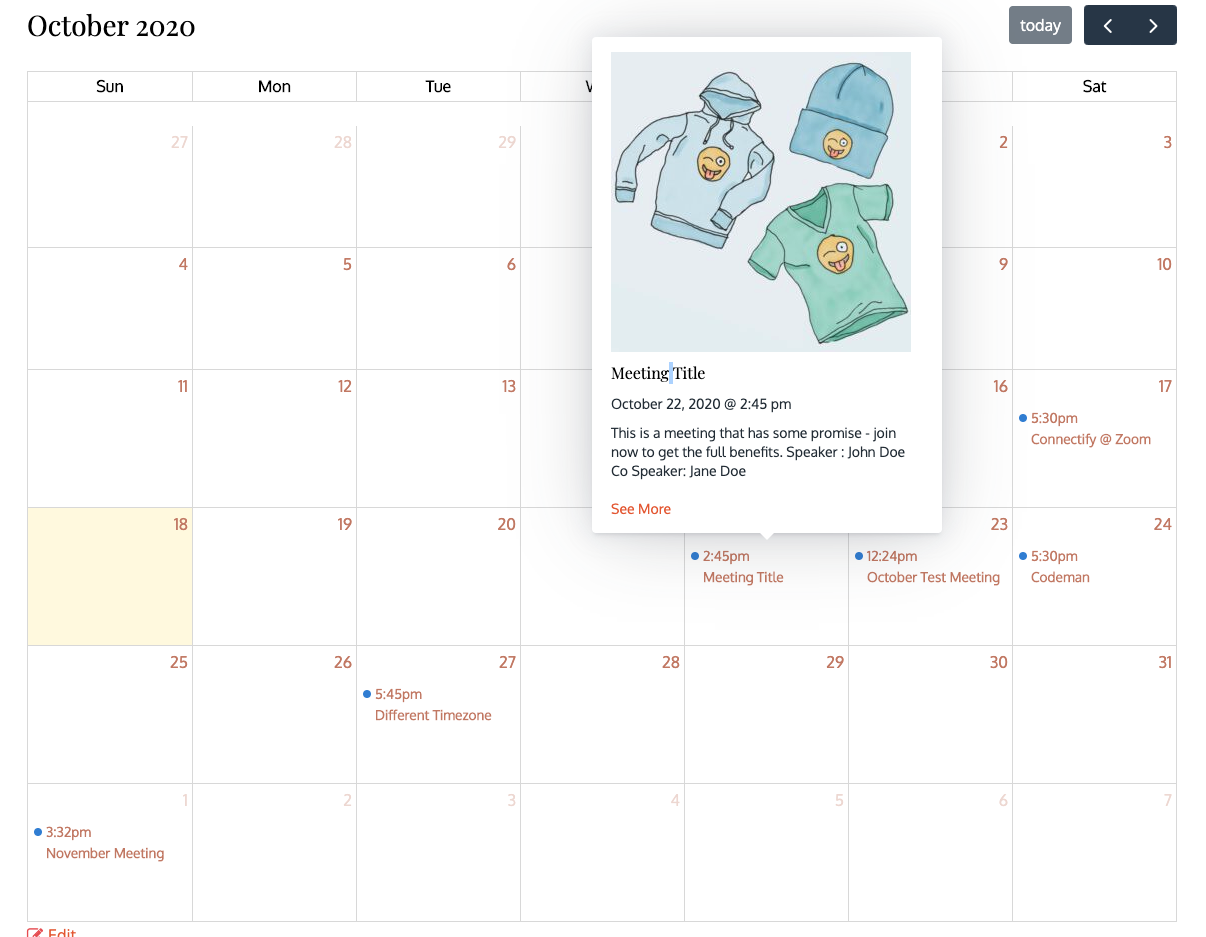 October 2020
today
Sun Mon Tue Sat
27 28 29 2 3
4 5 6 9 10
Meeting Title
October 22, 2020 @ 2:45 pm
This is a meeting that has some promise - join
now to get the full benefits. Speaker : John Doe
Co Speaker: Jane Doe
See More
11 12 13 16 17
5:30pm
Connectify @ Zoom
18 19 20 23 24
2:45pm 12:24pm 5:30pm
Meeting Title October Test Meeting Codeman
25 26 27 28 29 30 31
5:45pm
Different Timezone
1 2 3 4 5 6 7
3:32pm
November Meeting
Edit